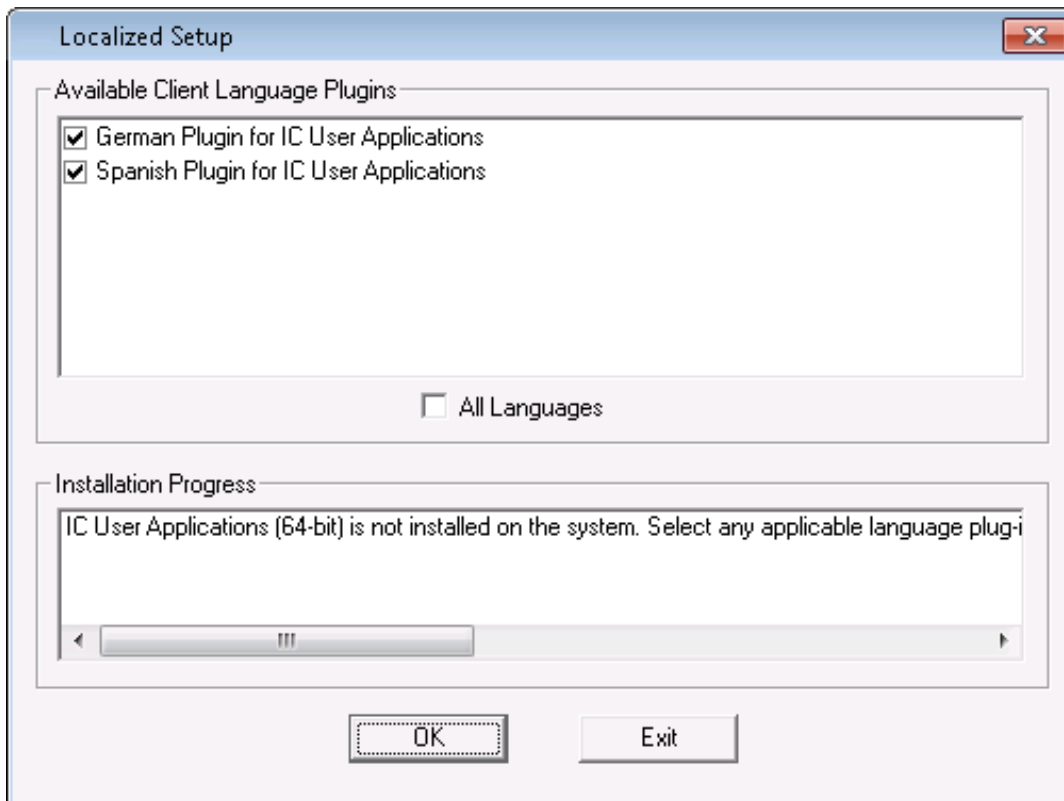 Localized Setup
Available Client Language Plugins
German Plugin for IC User Applications
Spanish Plugin for IC User Applications
All Languages
Installation Progress
IC User Applications (64-bit) is not installed on the system. Select any applicable language plug-i
OK
Exit